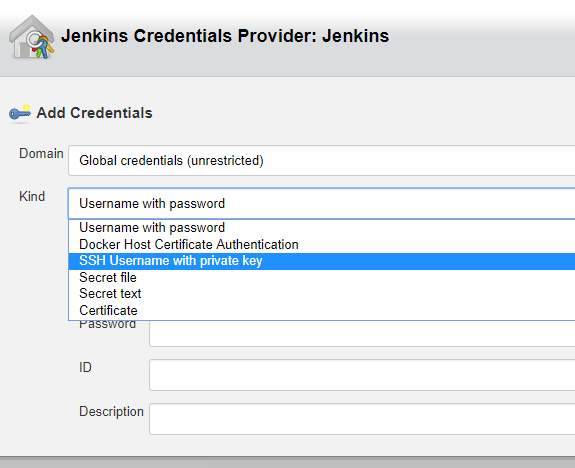 Jenkins Credentials Provider: Jenkins
Add Credentials
Domain Global credentials (unrestricted)
Kind Username with password
Username with password
Docker Host Certificate Authentication
SSH Username with private key
Secret file
Secret text
Certificate
Password
ID
Description